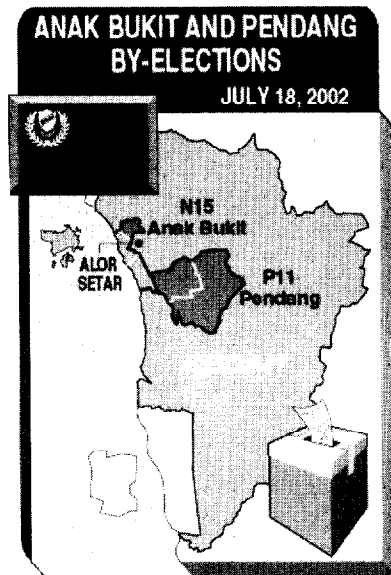 ANAK BUKIT AND PENDANG
BY-ELECTIONS
JULY 18, 2002
N15
Anak Bukit
ALOR
SETAR
P11
Pendang